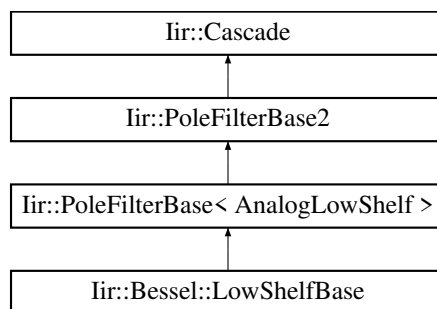 Iir::Cascade
Iir::PoleFilterBase2
Iir::PoleFilterBase< AnalogLowShelf >
Iir::Bessel::LowShelfBase